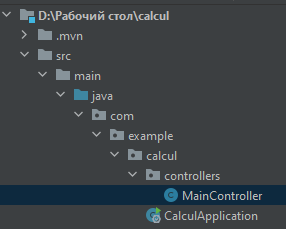 D:\Рабочий стол\calcul
.mvn
src
main
java
com
example
calcul
controllers
MainController
CalculApplication